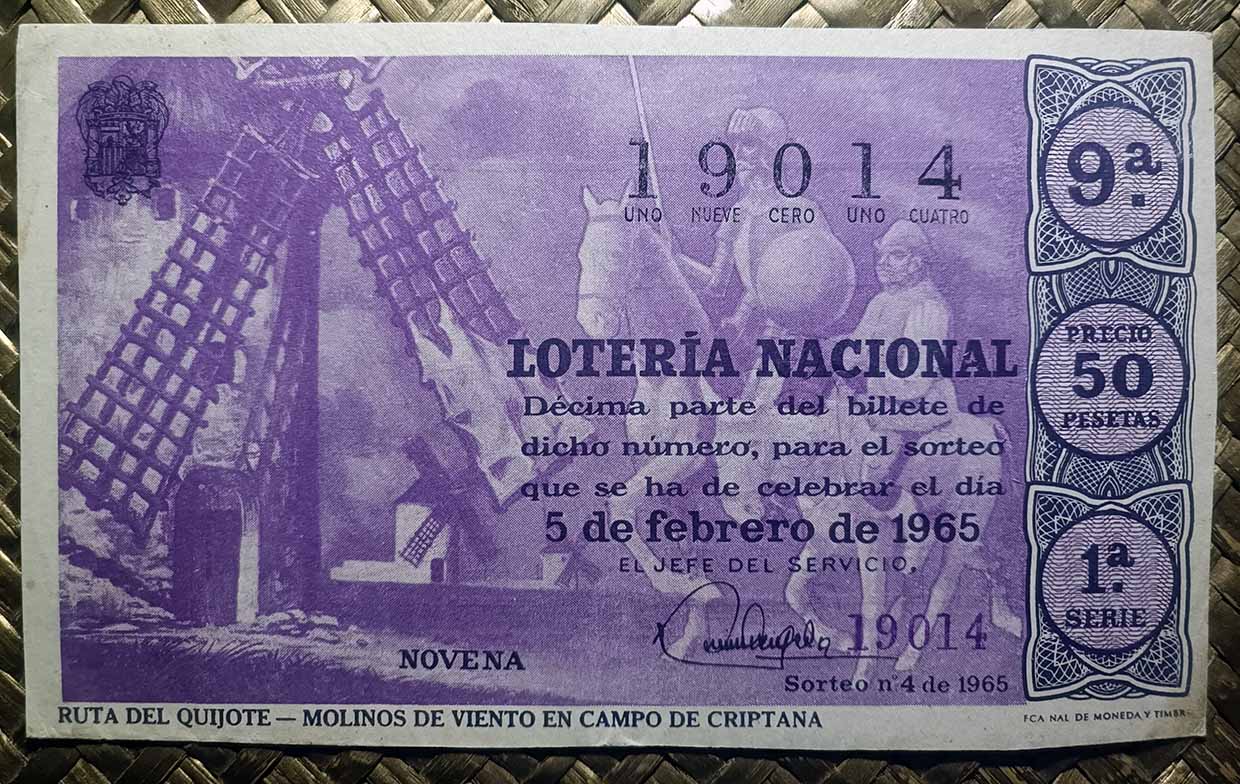 19014
UNO NUEVE CERO UNO CUATRO
LOTERÍA NACIONAL
Décima parte del billete de
dicho número, para el sorteo
que se ha de celebrar el día
5 de febrero de 1965
EL JEFE DEL SERVICIO,
19014
NOVENA
Sorteo nº 4 de 1965
9.ª
PRECIO
50
PESETAS
1.ª
SERIE
RUTA DEL QUIJOTE — MOLINOS DE VIENTO EN CAMPO DE CRIPTANA
FCA NAL DE MONEDA Y TIMBR